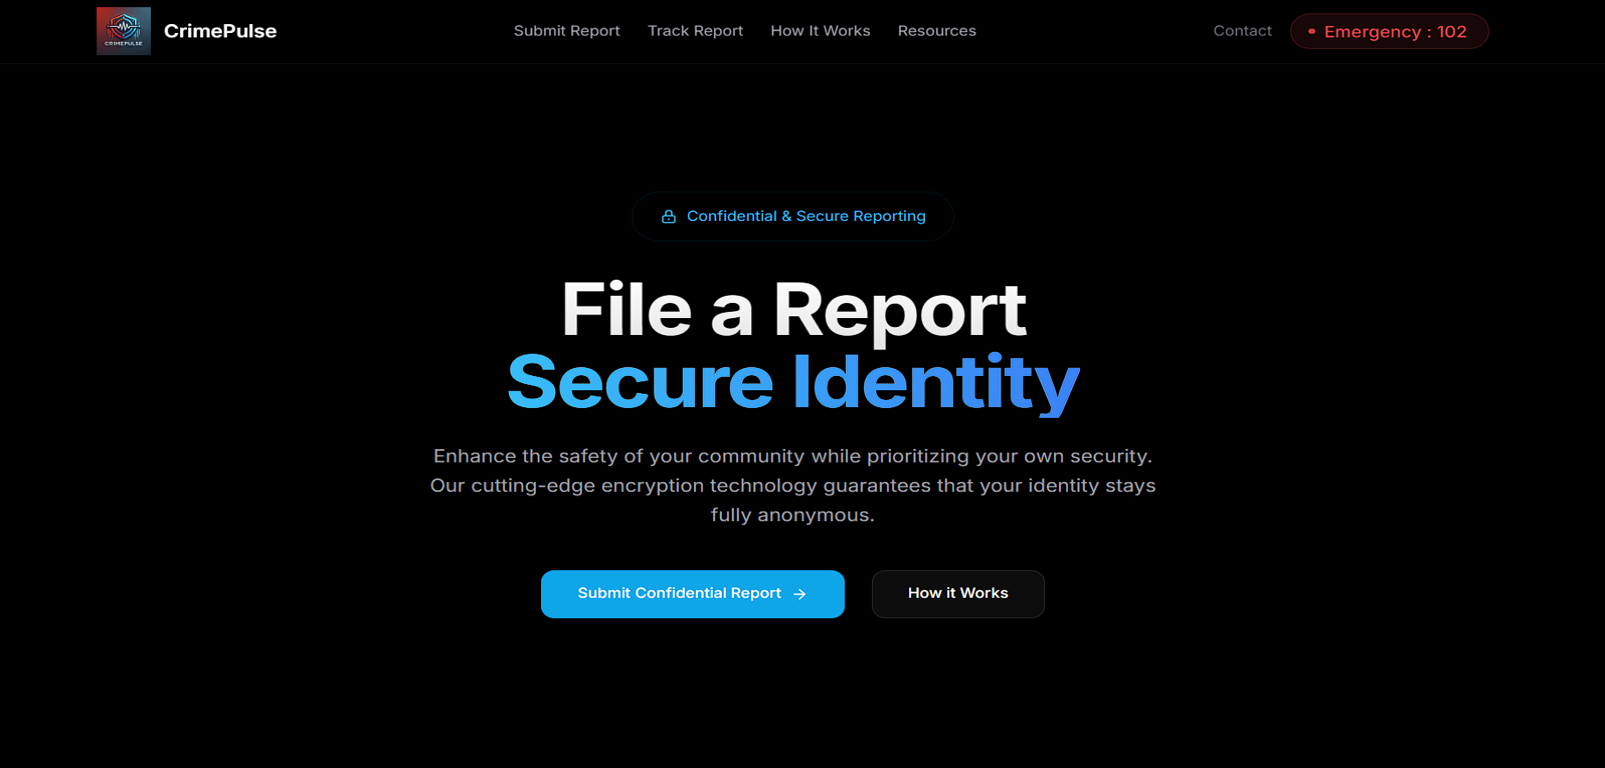 CRIMEPULSE
CrimePulse
Submit Report
Track Report
How It Works
Resources
Contact
Emergency : 102
Confidential & Secure Reporting
File a Report
Secure Identity
Enhance the safety of your community while prioritizing your own security.
Our cutting-edge encryption technology guarantees that your identity stays
fully anonymous.
Submit Confidential Report →
How it Works